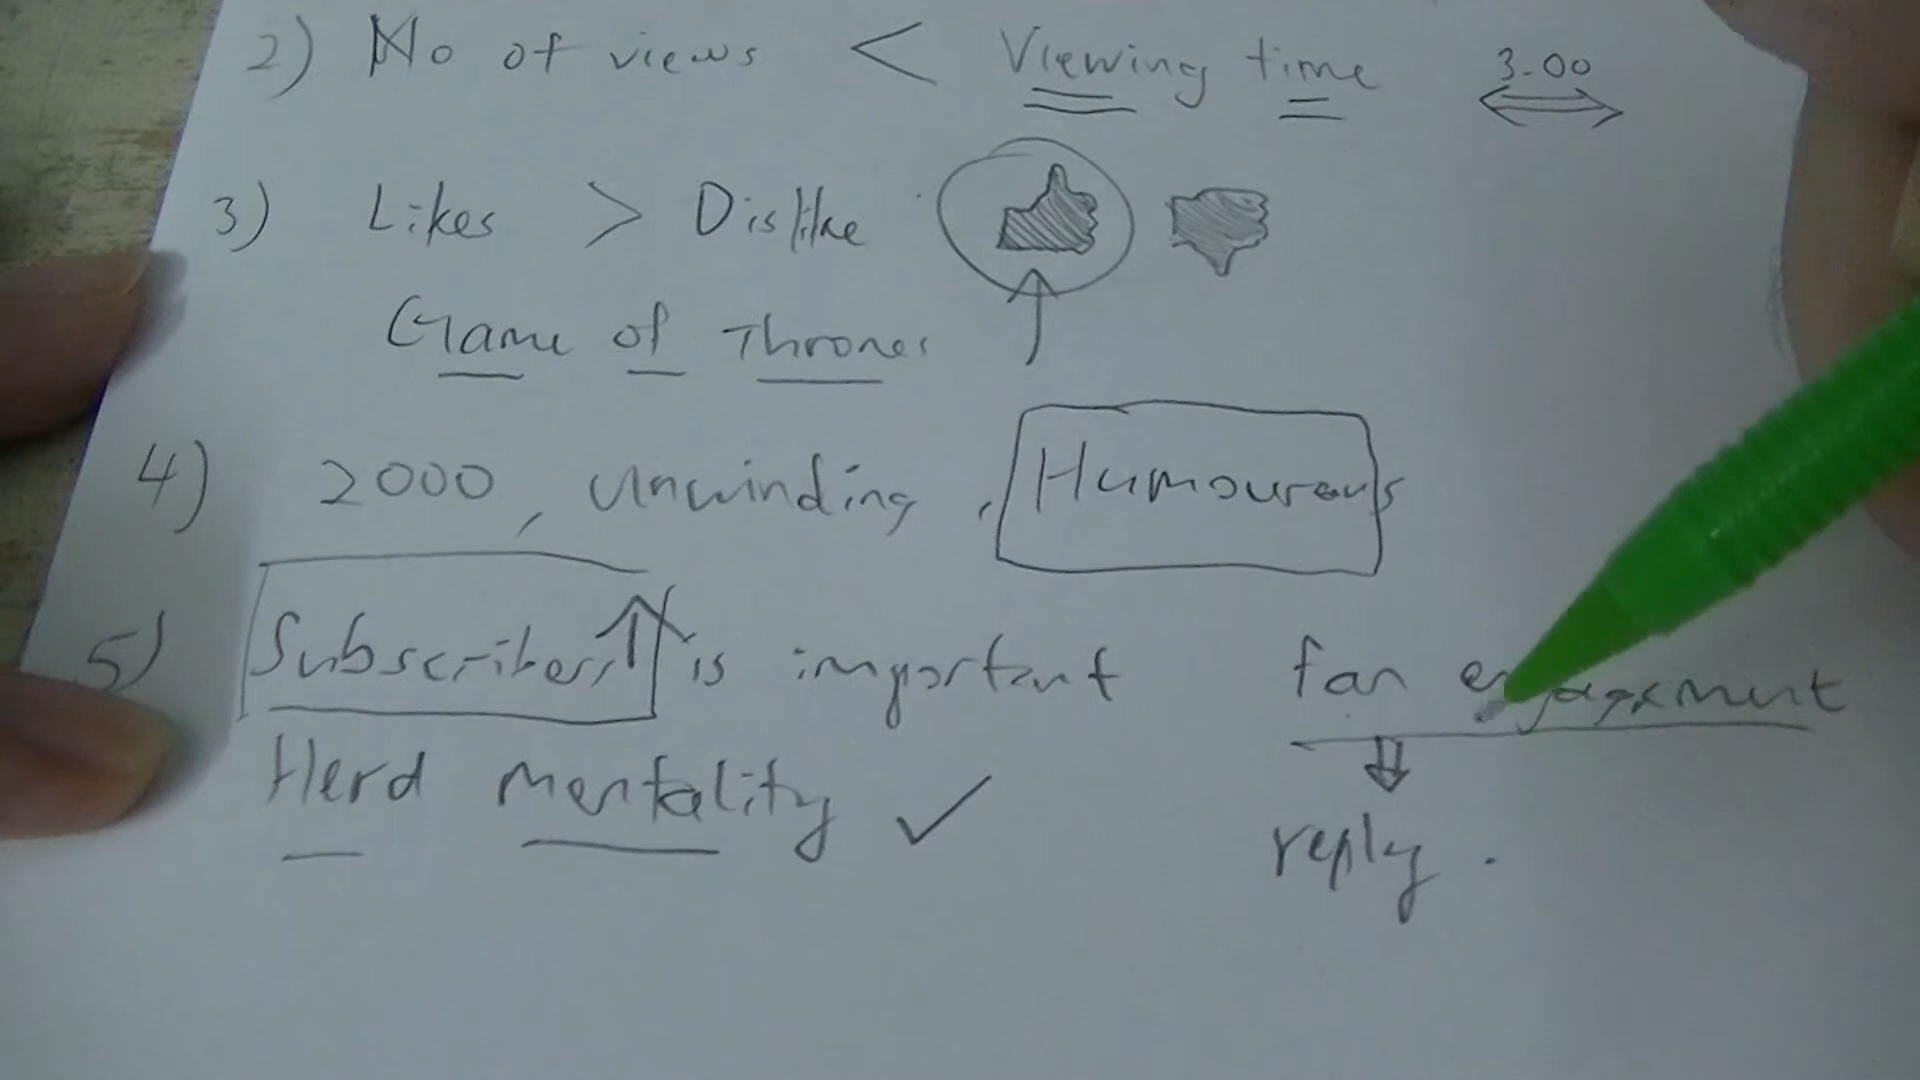 2) No of views < Viewing time 3.00
3) Likes > Dislike
Game of Thrones
4) 2000, unwinding, Humourous
5) Subscribers is important fan engagement
Herd mentality ✓ reply.